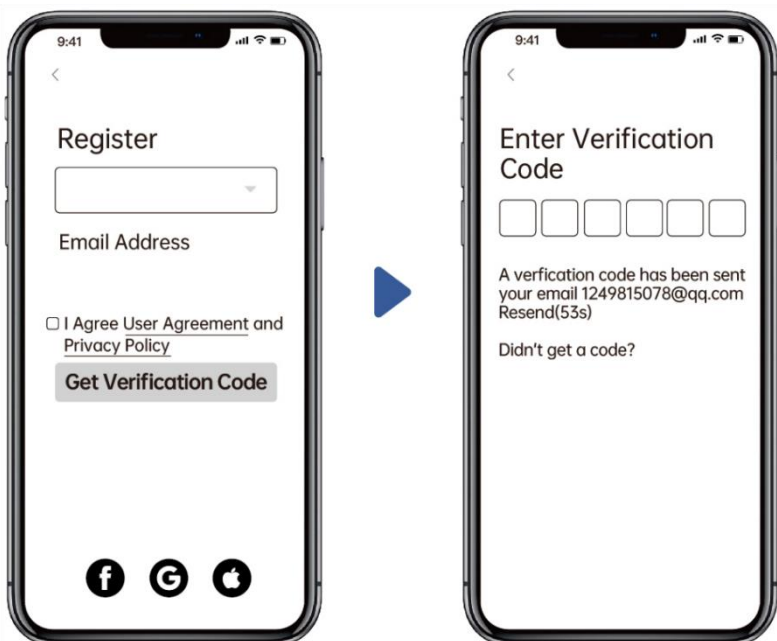 9:41
Register
Email Address
I Agree User Agreement and
Privacy Policy
Get Verification Code
9:41
Enter Verification
Code
A verfication code has been sent
your email 1249815078@qq.com
Resend(53s)
Didn't get a code?